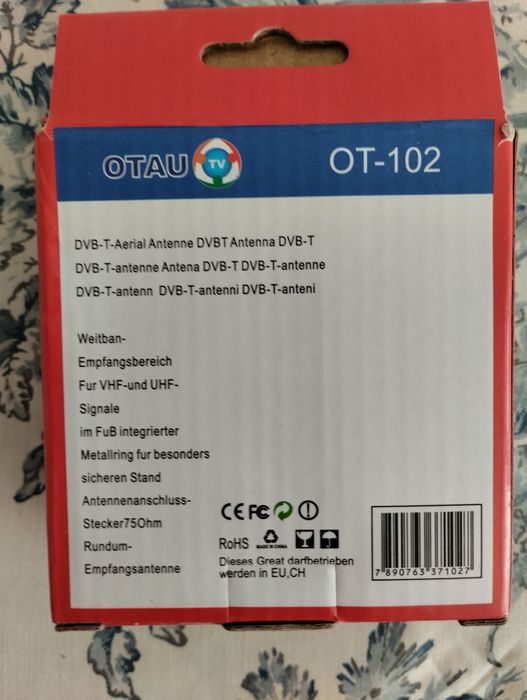 OTAU TV
OT-102
DVB-T-Aerial Antenne DVBT Antenna DVB-T
DVB-T-antenne Antena DVB-T DVB-T-antenne
DVB-T-antenn DVB-T-antenni DVB-T-anteni
Weitban-
Empfangsbereich
Fur VHF-und UHF-
Signale
im FuB integrierter
Metallring fur besonders
sicheren Stand
Antennenanschluss-
Stecker75Ohm
Rundum-
Empfangsantenne
CE FC
RoHS
MADE IN CHINA
Dieses Great darfbetrieben
werden in EU,CH
7 890763 371027